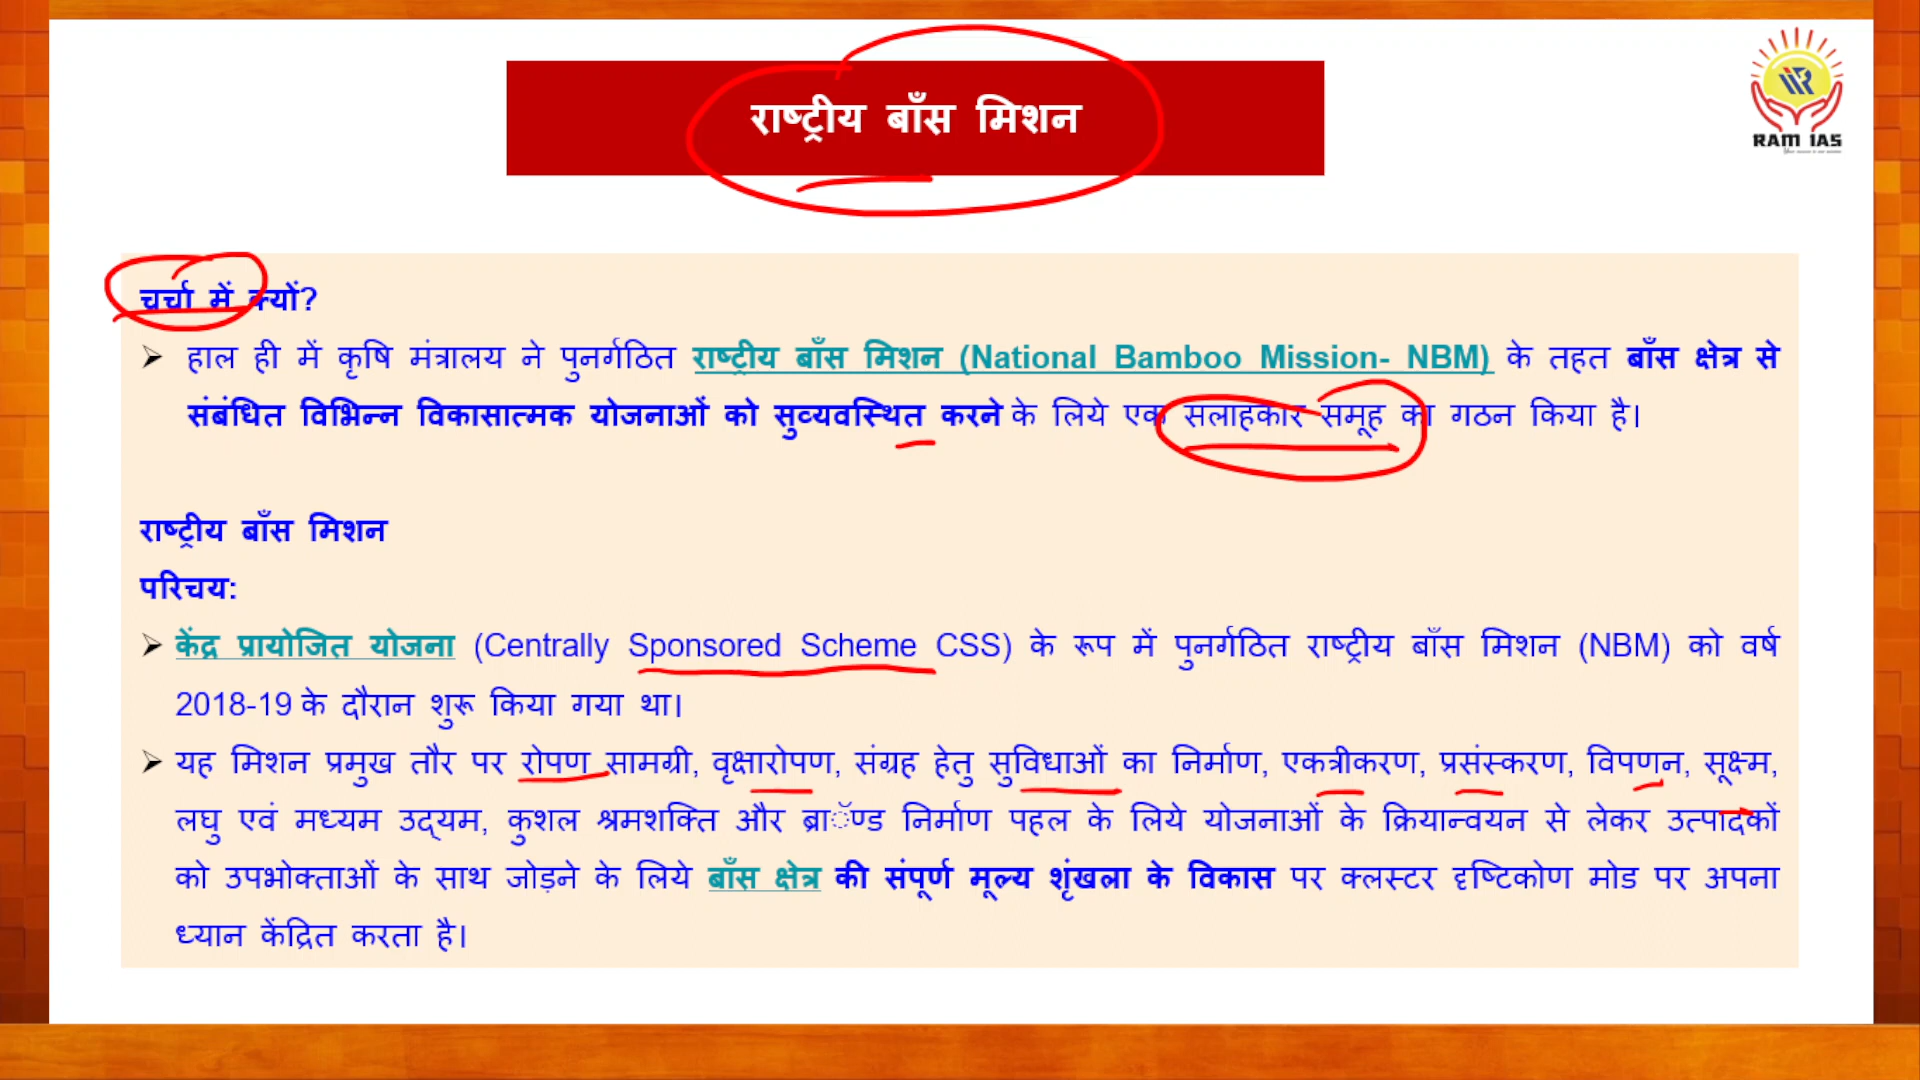 राष्ट्रीय बाँस मिशन
RAM IAS
चर्चा में क्यों?
➢ हाल ही में कृषि मंत्रालय ने पुनर्गठित राष्ट्रीय बाँस मिशन (National Bamboo Mission- NBM) के तहत बाँस क्षेत्र से
संबंधित विभिन्न विकासात्मक योजनाओं को सुव्यवस्थित करने के लिये एक सलाहकार समूह का गठन किया है।
राष्ट्रीय बाँस मिशन
परिचय:
➢ केंद्र प्रायोजित योजना (Centrally Sponsored Scheme CSS) के रूप में पुनर्गठित राष्ट्रीय बाँस मिशन (NBM) को वर्ष
2018-19 के दौरान शुरू किया गया था।
➢ यह मिशन प्रमुख तौर पर रोपण सामग्री, वृक्षारोपण, संग्रह हेतु सुविधाओं का निर्माण, एकत्रीकरण, प्रसंस्करण, विपणन, सूक्ष्म,
लघु एवं मध्यम उद्यम, कुशल श्रमशक्ति और ब्राॅण्ड निर्माण पहल के लिये योजनाओं के क्रियान्वयन से लेकर उत्पादकों
को उपभोक्ताओं के साथ जोड़ने के लिये बाँस क्षेत्र की संपूर्ण मूल्य शृंखला के विकास पर क्लस्टर दृष्टिकोण मोड पर अपना
ध्यान केंद्रित करता है।